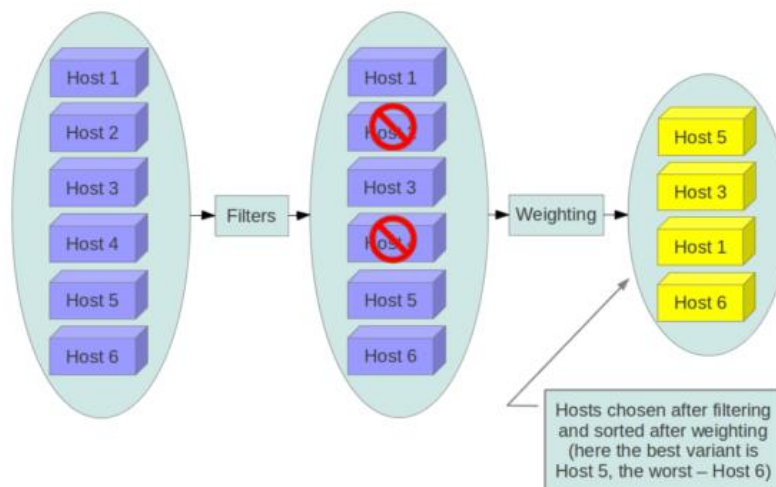 Host 1
Host 2
Host 3
Host 4
Host 5
Host 6
Filters
Host 1
Host
Host 3
Host
Host 5
Host 6
Weighting
Host 5
Host 3
Host 1
Host 6
Hosts chosen after filtering
and sorted after weighting
(here the best variant is
Host 5, the worst – Host 6)